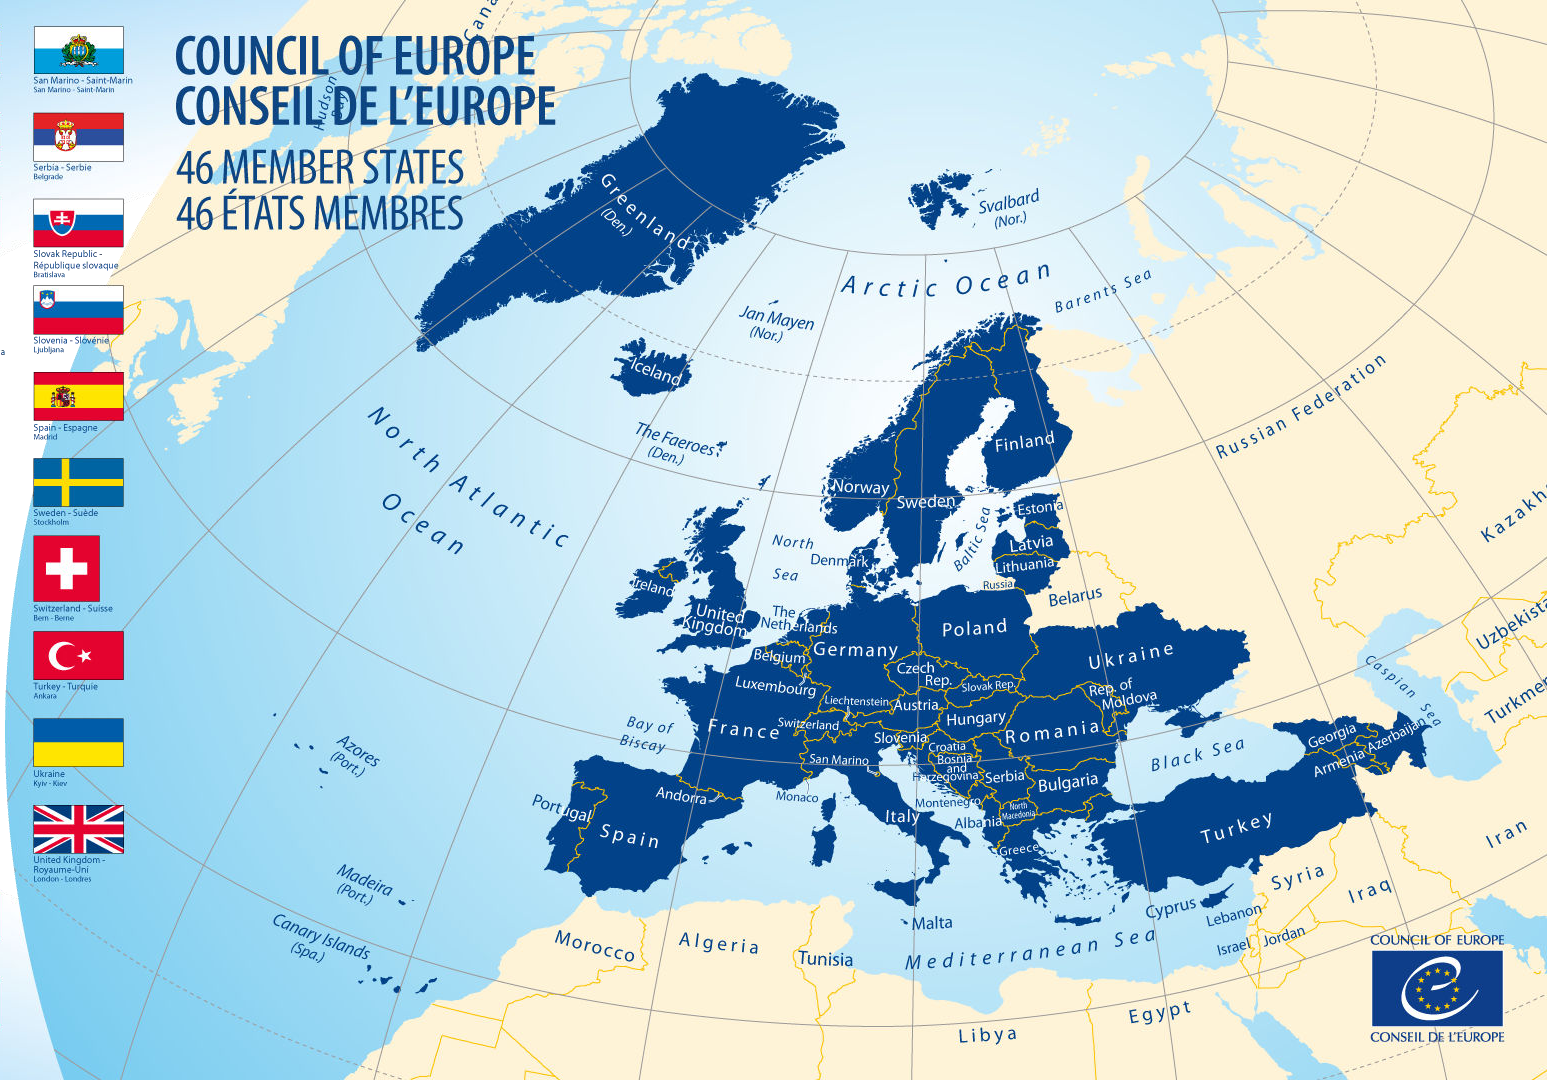 COUNCIL OF EUROPE
CONSEIL DE L'EUROPE
46 MEMBER STATES
46 ÉTATS MEMBRES
San Marino - Saint-Marin
San Marino - Saint-Marin
Serbia - Serbie
Belgrade
Slovak Republic -
République slovaque
Bratislava
Slovenia - Slovénie
Ljubljana
Spain - Espagne
Madrid
Sweden - Suède
Stockholm
Switzerland - Suisse
Bern - Berne
Turkey - Turquie
Ankara
Ukraine
Kyiv - Kiev
United Kingdom -
Royaume-Uni
London - Londres
a
Cana
Hudson
Bay
Greenland
(Den.)
Svalbard
(Nor.)
Arctic Ocean
Barents Sea
Jan Mayen
(Nor.)
Iceland
The Faeroes
(Den.)
North Atlantic
Ocean
Russian Federation
Kazakh
Uzbekista
Turkmer
Caspian Sea
Norway
Sweden
Finland
Estonia
Latvia
Lithuania
Russia
Baltic Sea
Belarus
North
Sea
Denmark
Ireland
United
Kingdom
The
Netherlands
Belgium
Luxembourg
Germany
Poland
Ukraine
Czech
Rep.
Slovak Rep.
Rep. of
Moldova
Liechtenstein
Austria
Hungary
Romania
Switzerland
France
Slovenia
Croatia
Bosnia
and
Herzegovina
Serbia
Bulgaria
San Marino
Monaco
Andorra
Montenegro
North
Macedonia
Albania
Italy
Greece
Bay of
Biscay
Portugal
Spain
Azores
(Port.)
Madeira
(Port.)
Canary Islands
(Spa.)
Black Sea
Georgia
Armenia
Azerbaijan
Turkey
Cyprus
Malta
Mediterranean Sea
Morocco
Algeria
Tunisia
Libya
Egypt
Israel
Jordan
Lebanon
Syria
Iraq
Iran
COUNCIL OF EUROPE
CONSEIL DE L'EUROPE